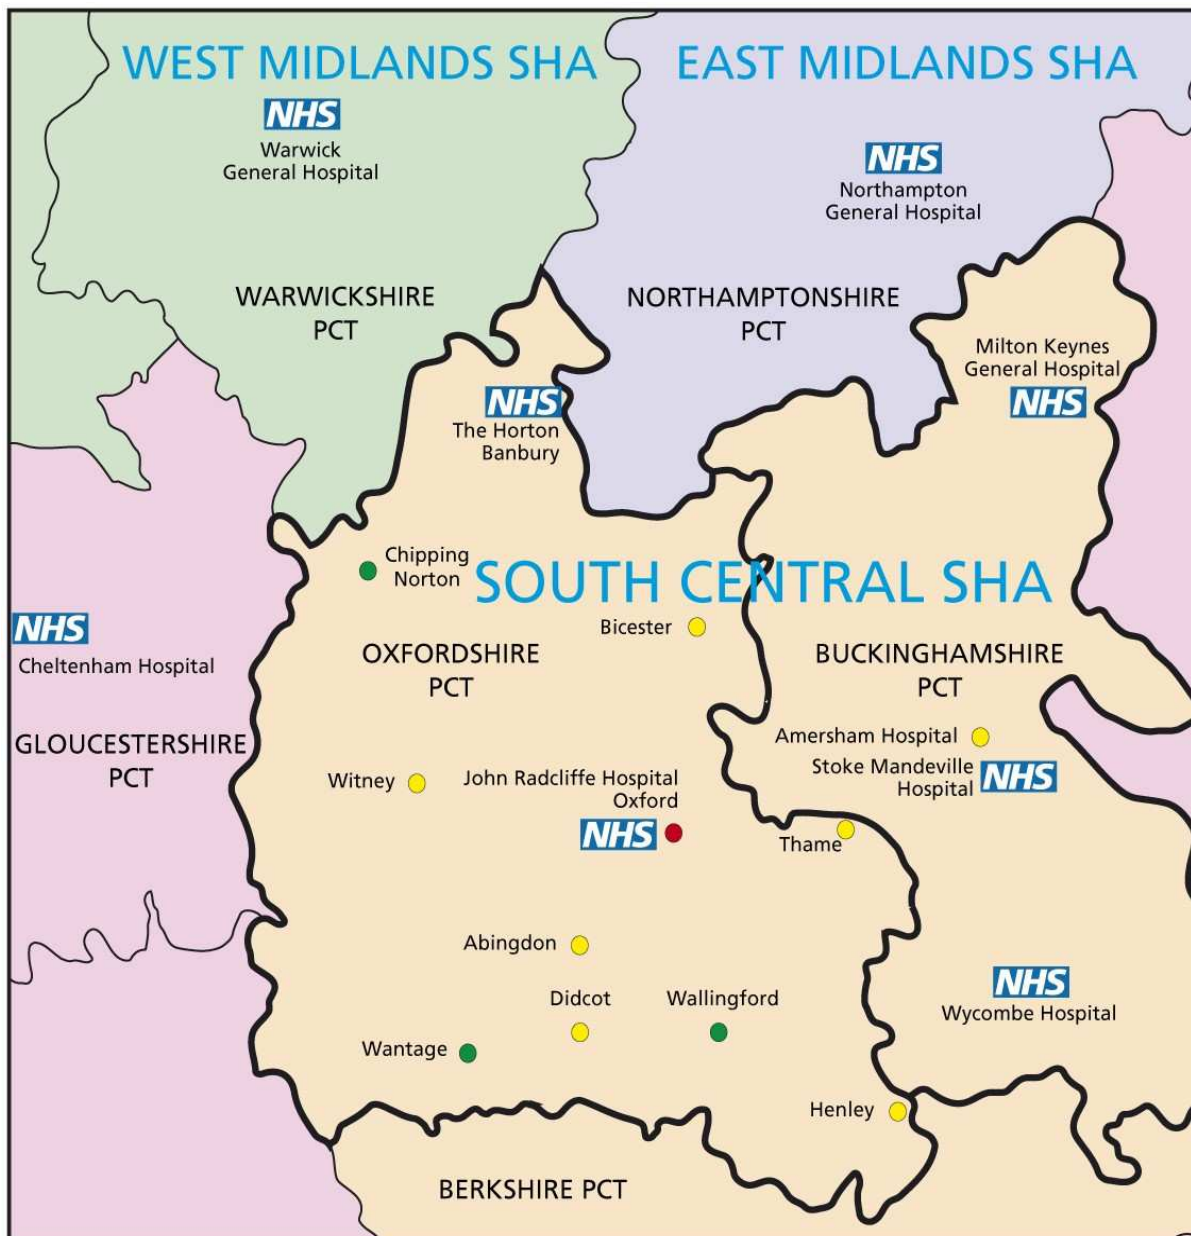 WEST MIDLANDS SHA
EAST MIDLANDS SHA
NHS
Warwick
General Hospital
NHS
Northampton
General Hospital
WARWICKSHIRE
PCT
NORTHAMPTONSHIRE
PCT
Milton Keynes
General Hospital
NHS
NHS
The Horton
Banbury
Chipping
Norton
SOUTH CENTRAL SHA
Bicester
NHS
Cheltenham Hospital
OXFORDSHIRE
PCT
BUCKINGHAMSHIRE
PCT
GLOUCESTERSHIRE
PCT
Amersham Hospital
Stoke Mandeville
Hospital
NHS
Witney
John Radcliffe Hospital
Oxford
NHS
Thame
Abingdon
Didcot
Wallingford
NHS
Wycombe Hospital
Wantage
Henley
BERKSHIRE PCT